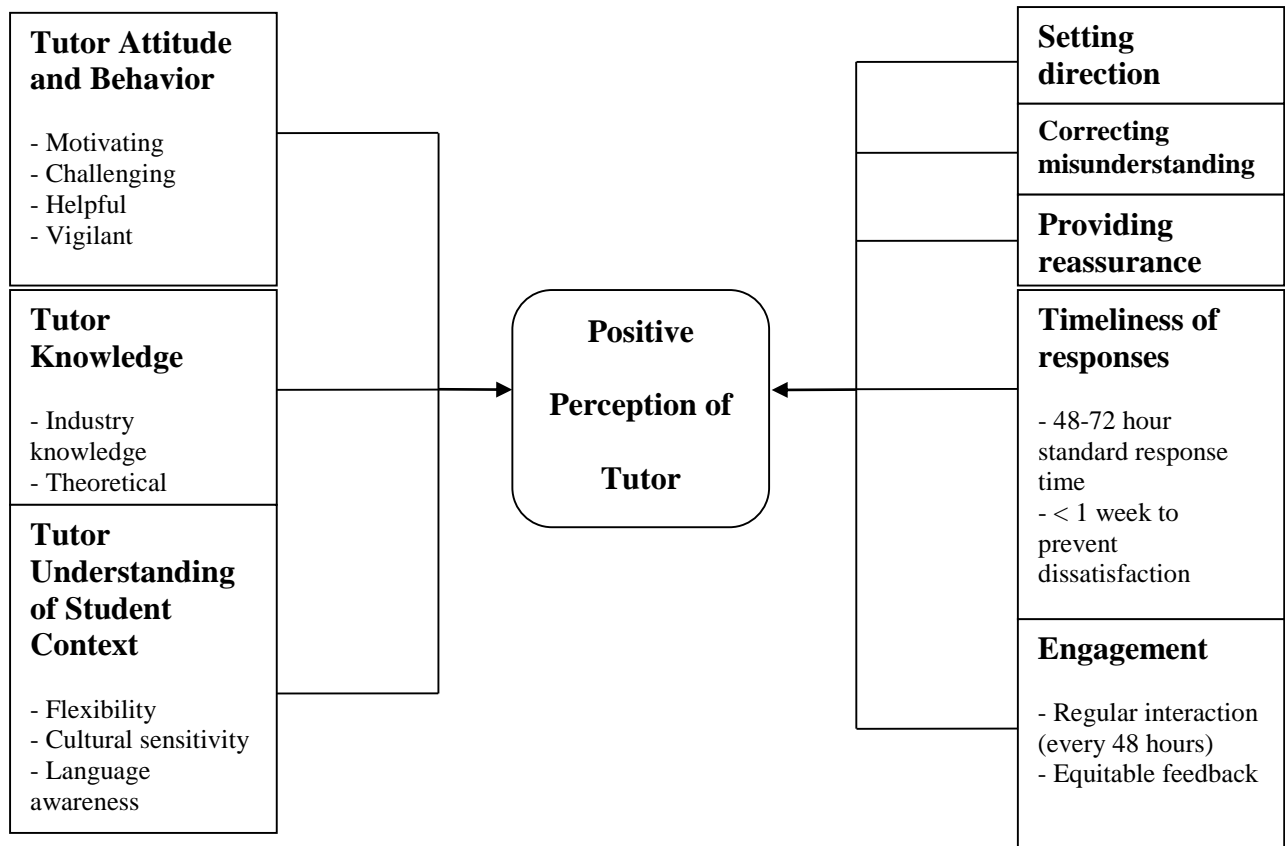 Tutor Attitude
and Behavior
- Motivating
- Challenging
- Helpful
- Vigilant
Tutor
Knowledge
- Industry
knowledge
- Theoretical
Tutor
Understanding
of Student
Context
- Flexibility
- Cultural sensitivity
- Language
awareness
Positive
Perception of
Tutor
Setting
direction
Correcting
misunderstanding
Providing
reassurance
Timeliness of
responses
- 48-72 hour
standard response
time
- < 1 week to
prevent
dissatisfaction
Engagement
- Regular interaction
(every 48 hours)
- Equitable feedback